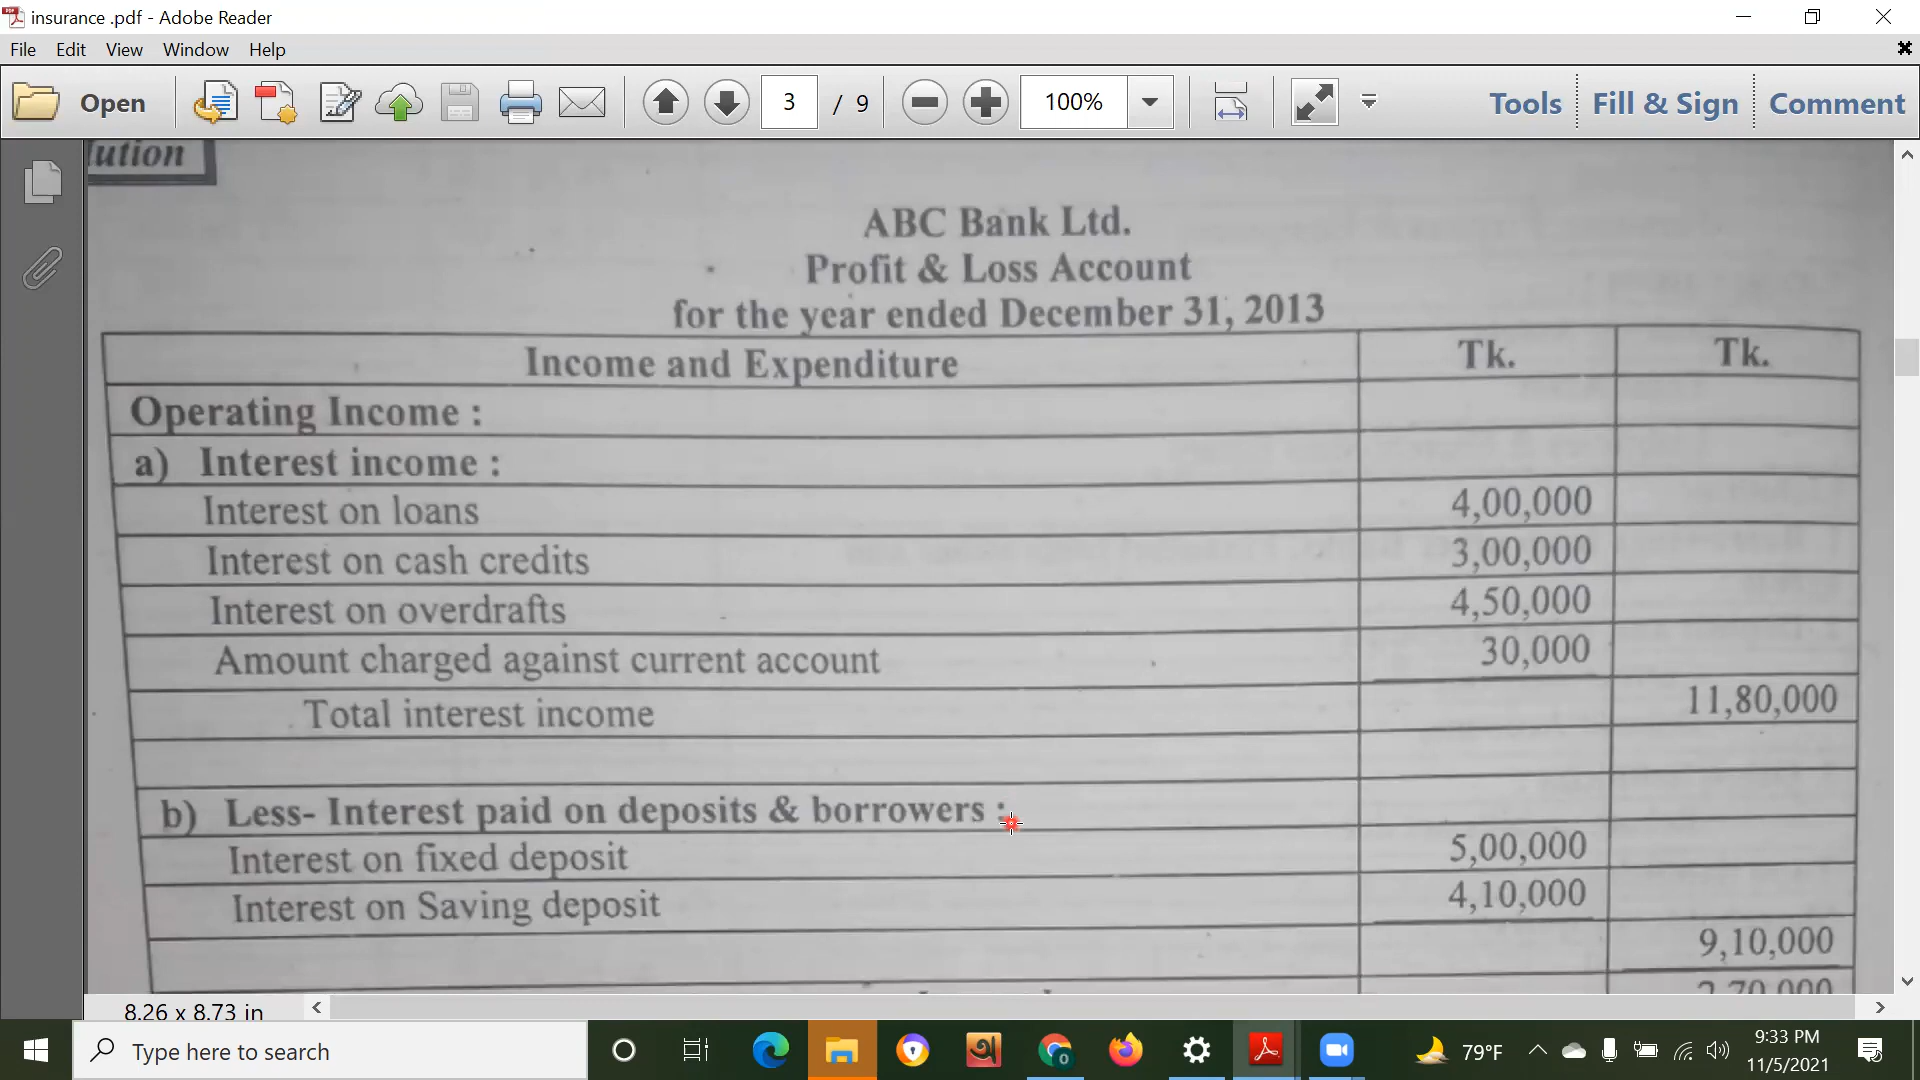 insurance .pdf - Adobe Reader
File Edit View Window Help
Open 3 / 9 100% Tools Fill & Sign Comment
lution
ABC Bank Ltd.
Profit & Loss Account
for the year ended December 31, 2013
Income and Expenditure Tk. Tk.
Operating Income :
a) Interest income :
Interest on loans 4,00,000
Interest on cash credits 3,00,000
Interest on overdrafts 4,50,000
Amount charged against current account 30,000
Total interest income 11,80,000
b) Less- Interest paid on deposits & borrowers :
Interest on fixed deposit 5,00,000
Interest on Saving deposit 4,10,000
9,10,000
2,70,000
8.26 x 8.73 in
Type here to search
79°F
9:33 PM
11/5/2021